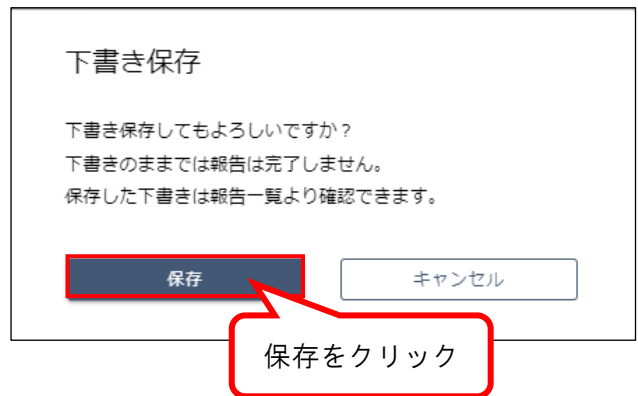 下書き保存
下書き保存してもよろしいですか？
下書きのままでは報告は完了しません。
保存した下書きは報告一覧より確認できます。
保存
キャンセル
保存をクリック